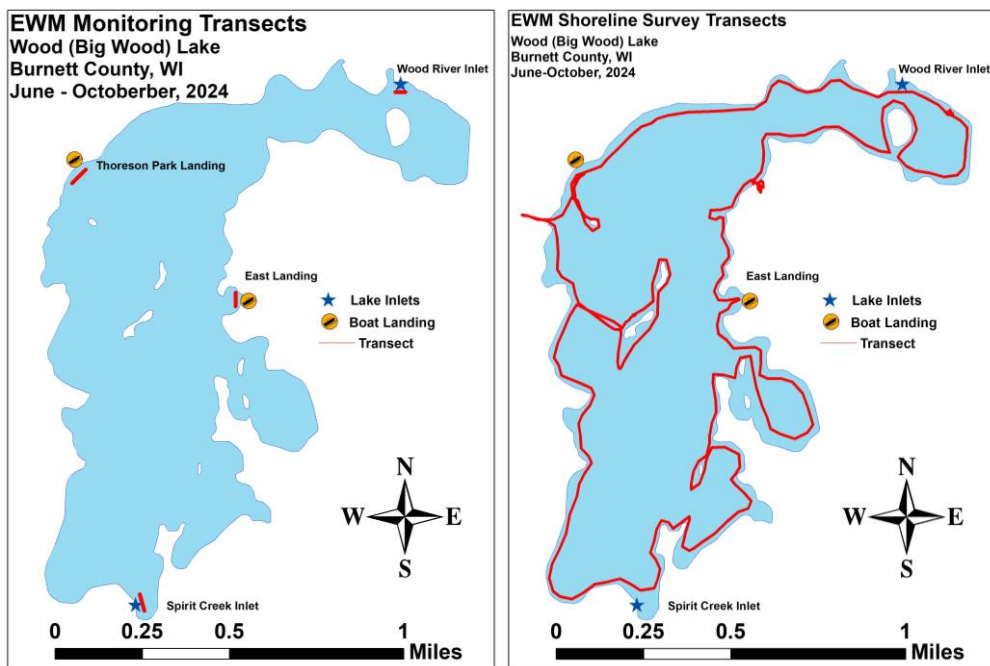 EWM Monitoring Transects
Wood (Big Wood) Lake
Burnett County, WI
June - Octoberber, 2024
Wood River Inlet
Thoreson Park Landing
East Landing
Lake Inlets
Boat Landing
Transect
N
W E
S
Spirit Creek Inlet
0 0.25 0.5 1
Miles
EWM Shoreline Survey Transects
Wood (Big Wood) Lake
Burnett County, WI
June-October, 2024
Wood River Inlet
East Landing
Lake Inlets
Boat Landing
Transect
N
W E
S
Spirit Creek Inlet
0 0.25 0.5 1
Miles